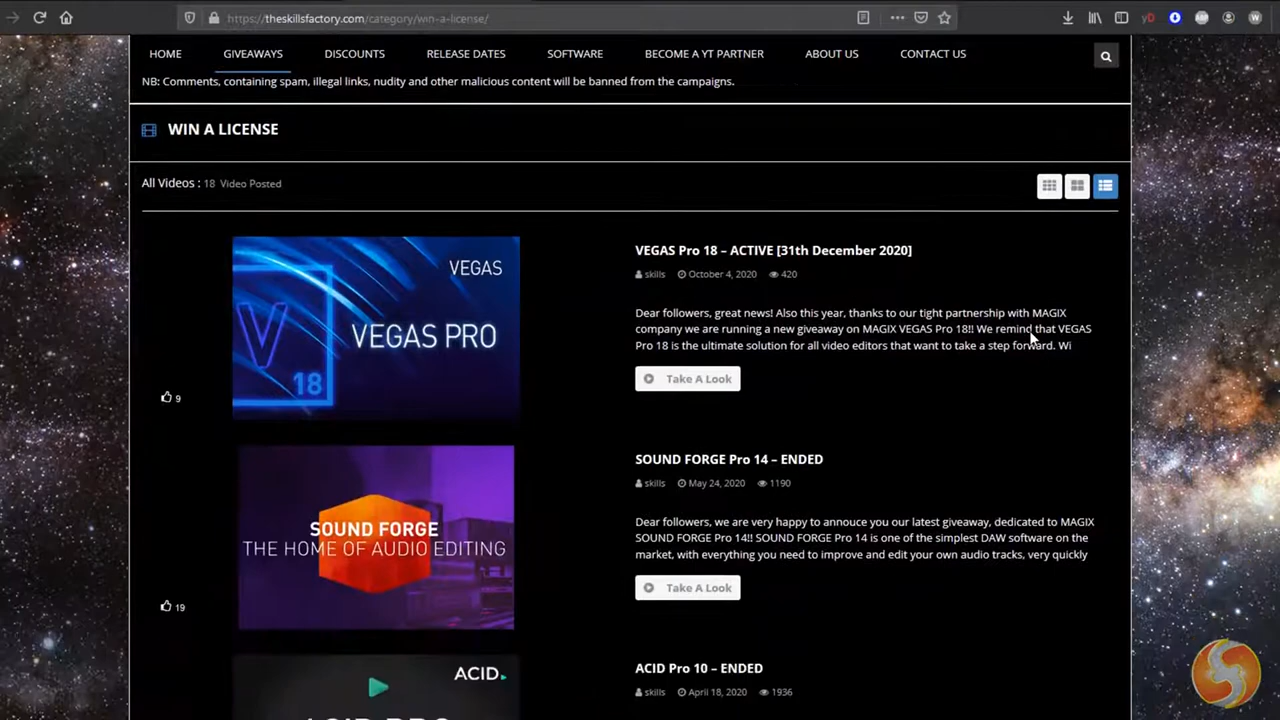 https://theskillsfactory.com/category/win-a-license/
HOME GIVEAWAYS DISCOUNTS RELEASE DATES SOFTWARE BECOME A YT PARTNER ABOUT US CONTACT US
NB: Comments, containing spam, illegal links, nudity and other malicious content will be banned from the campaigns.
WIN A LICENSE
All Videos : 18 Video Posted
VEGAS
VEGAS PRO
V
18
9
VEGAS Pro 18 – ACTIVE [31th December 2020]
skills October 4, 2020 420
Dear followers, great news! Also this year, thanks to our tight partnership with MAGIX
company we are running a new giveaway on MAGIX VEGAS Pro 18!! We remind that VEGAS
Pro 18 is the ultimate solution for all video editors that want to take a step forward. Wi
Take A Look
SOUND FORGE
THE HOME OF AUDIO EDITING
19
SOUND FORGE Pro 14 – ENDED
skills May 24, 2020 1190
Dear followers, we are very happy to annouce you our latest giveaway, dedicated to MAGIX
SOUND FORGE Pro 14!! SOUND FORGE Pro 14 is one of the simplest DAW software on the
market, with everything you need to improve and edit your own audio tracks, very quickly
Take A Look
ACID
ACID PRO
ACID Pro 10 – ENDED
skills April 18, 2020 1936